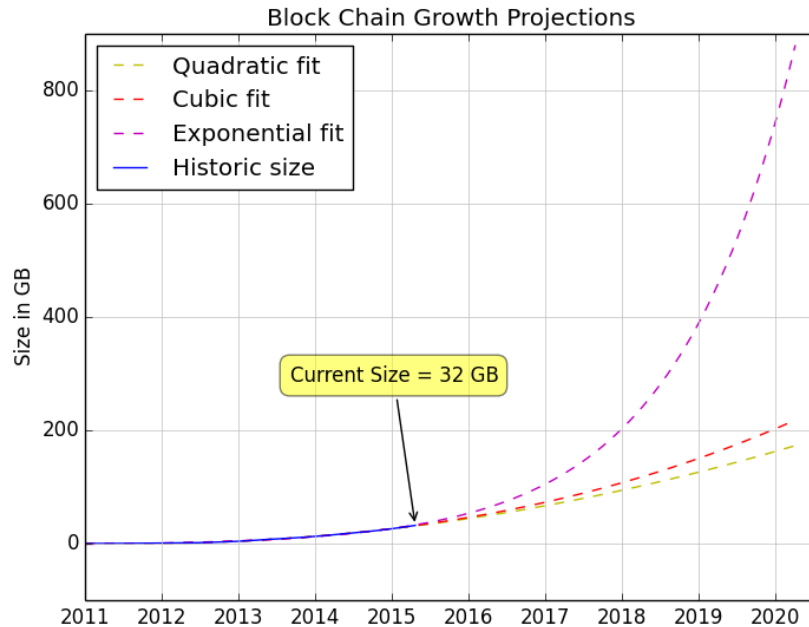 Block Chain Growth Projections
Quadratic fit
Cubic fit
Exponential fit
Historic size
Size in GB
800
600
400
200
0
Current Size = 32 GB
2011 2012 2013 2014 2015 2016 2017 2018 2019 2020